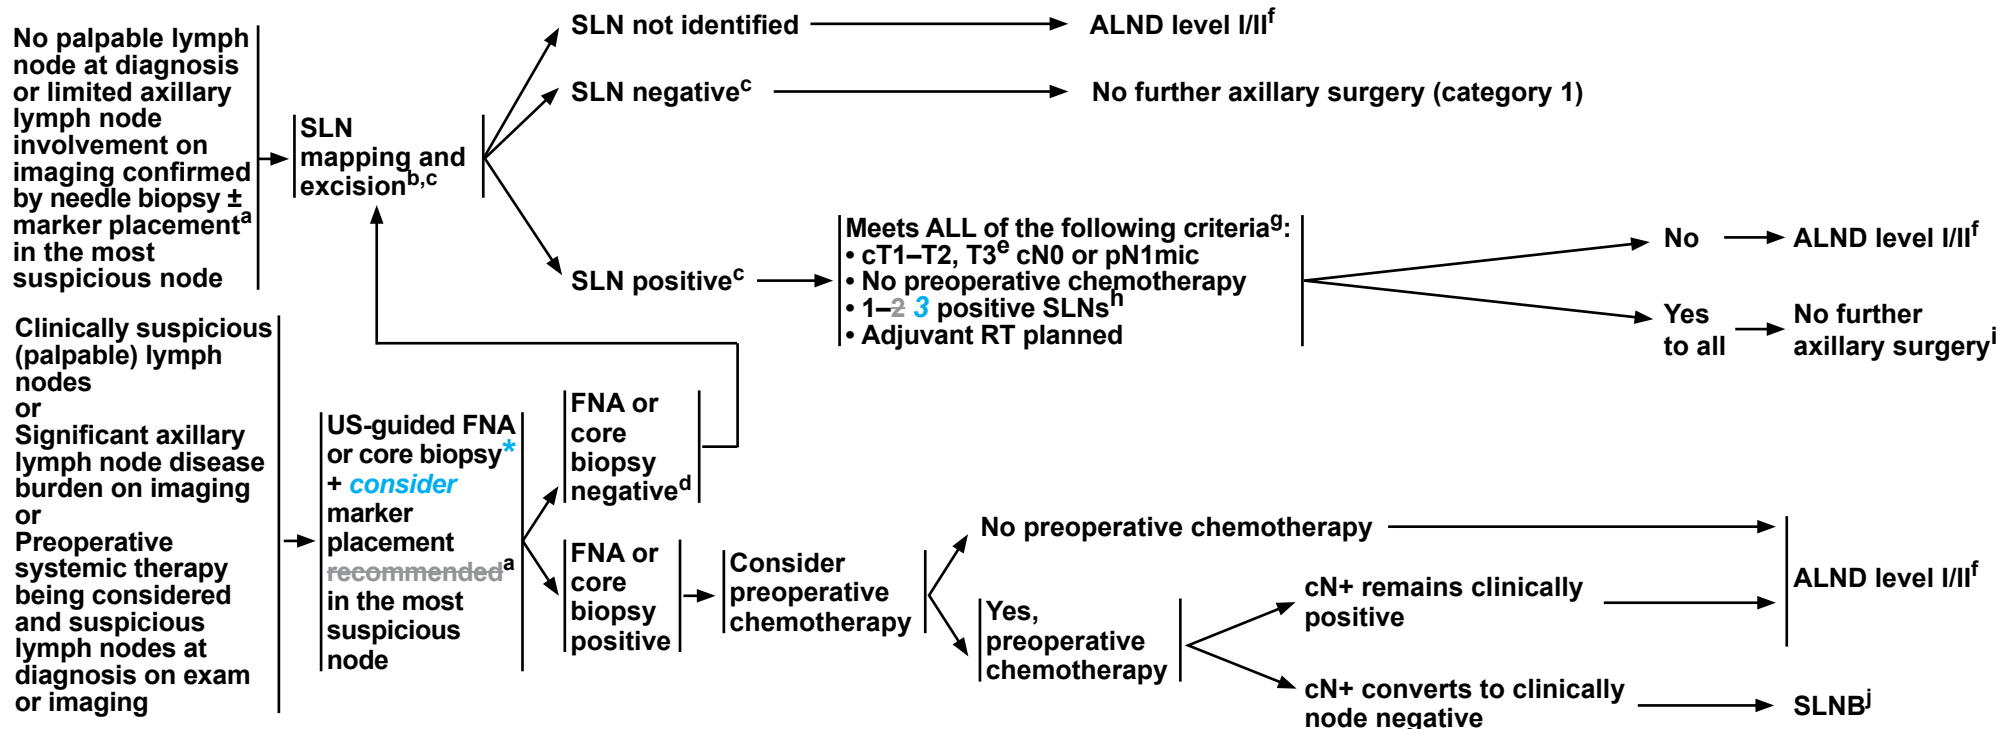 No palpable lymph
node at diagnosis
or limited axillary
lymph node
involvement on
imaging confirmed
by needle biopsy ±
marker placementᵃ
in the most
suspicious node
SLN
mapping and
excisionᵇ,ᶜ
SLN not identified
ALND level I/IIᶠ
SLN negativeᶜ
No further axillary surgery (category 1)
SLN positiveᶜ
Meets ALL of the following criteriaᵍ:
• cT1–T2, T3ᵉ cN0 or pN1mic
• No preoperative chemotherapy
• 1–2 3 positive SLNsʰ
• Adjuvant RT planned
No
ALND level I/IIᶠ
Yes
to all
No further
axillary surgeryⁱ
Clinically suspicious
(palpable) lymph
nodes
or
Significant axillary
lymph node disease
burden on imaging
or
Preoperative
systemic therapy
being considered
and suspicious
lymph nodes at
diagnosis on exam
or imaging
US-guided FNA
or core biopsy*
+ consider
marker
placement
recommendedᵃ
in the most
suspicious
node
FNA or
core
biopsy
negativeᵈ
FNA or
core
biopsy
positive
Consider
preoperative
chemotherapy
No preoperative chemotherapy
Yes,
preoperative
chemotherapy
cN+ remains clinically
positive
ALND level I/IIᶠ
cN+ converts to clinically
node negative
SLNBʲ